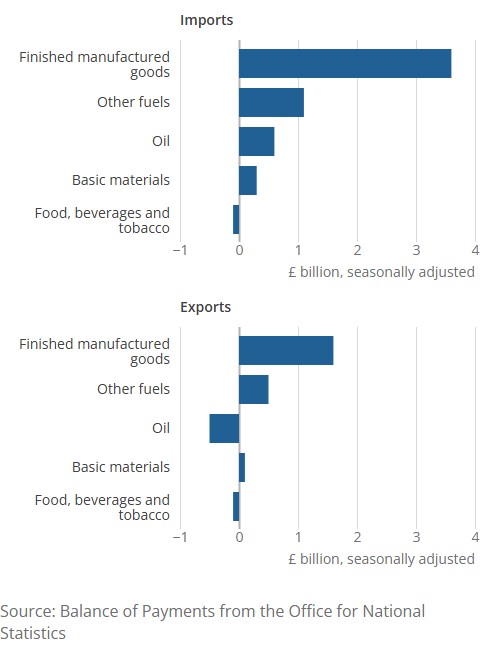 Imports
Finished manufactured
goods
Other fuels
Oil
Basic materials
Food, beverages and
tobacco
−1 0 1 2 3 4
£ billion, seasonally adjusted
Exports
Finished manufactured
goods
Other fuels
Oil
Basic materials
Food, beverages and
tobacco
−1 0 1 2 3 4
£ billion, seasonally adjusted
Source: Balance of Payments from the Office for National
Statistics